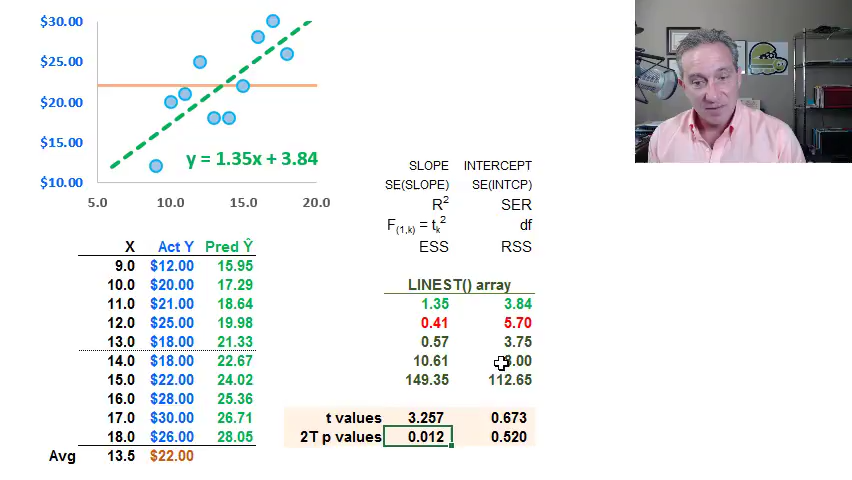 $30.00
$25.00
$20.00
$15.00
$10.00
y = 1.35x + 3.84
5.0 10.0 15.0 20.0
SLOPE INTERCEPT
SE(SLOPE) SE(INTCP)
R² SER
F(1,k) = tk² df
ESS RSS
X Act Y Pred Ŷ
9.0 $12.00 15.95
10.0 $20.00 17.29
11.0 $21.00 18.64
12.0 $25.00 19.98
13.0 $18.00 21.33
14.0 $18.00 22.67
15.0 $22.00 24.02
16.0 $28.00 25.36
17.0 $30.00 26.71
18.0 $26.00 28.05
Avg 13.5 $22.00
LINEST() array
1.35 3.84
0.41 5.70
0.57 3.75
10.61 .00
149.35 112.65
t values 3.257 0.673
2T p values 0.012 0.520